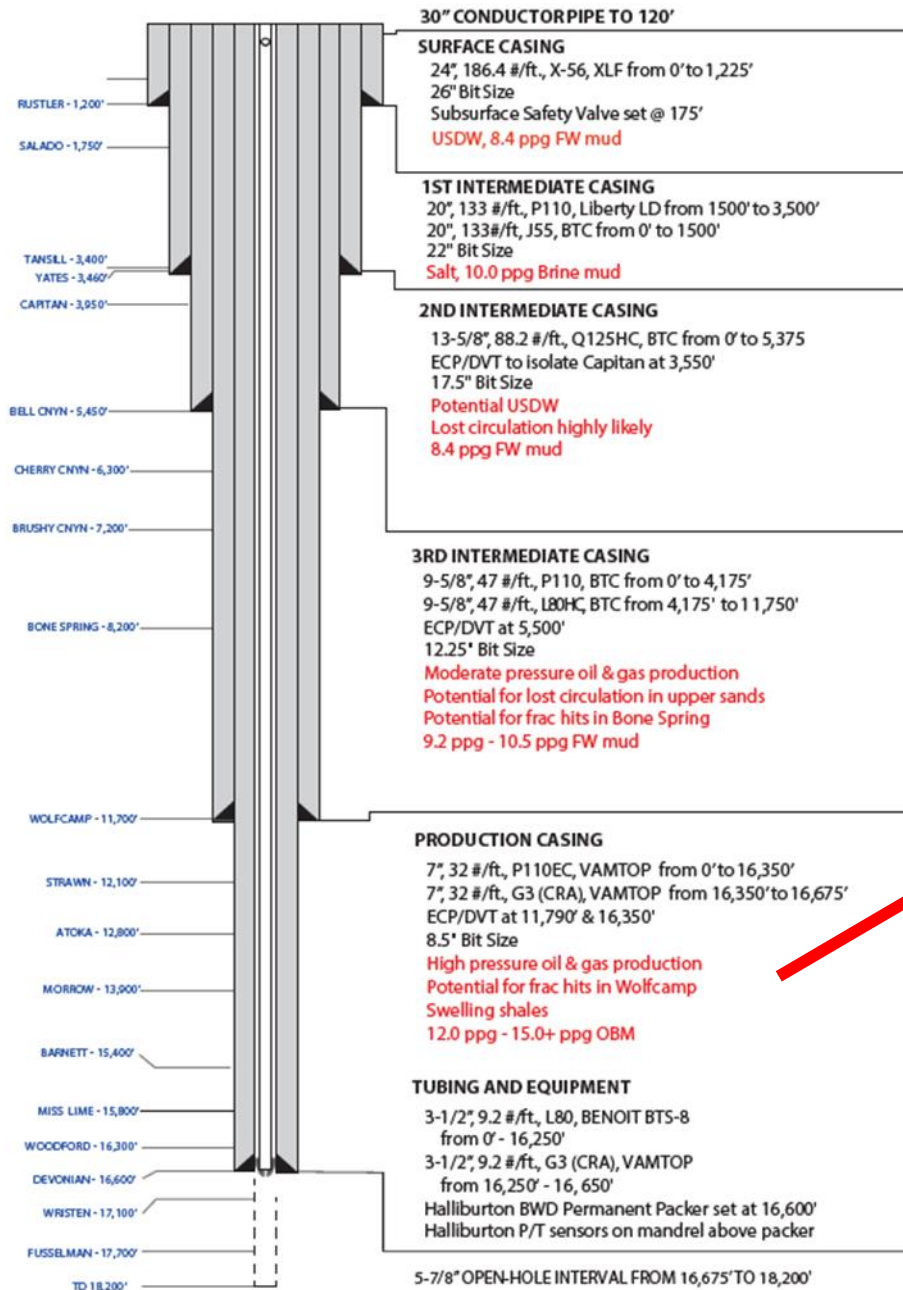 30" CONDUCTOR PIPE TO 120'
SURFACE CASING
24", 186.4 #/ft., X-56, XLF from 0' to 1,225'
26" Bit Size
Subsurface Safety Valve set @ 175'
USDW, 8.4 ppg FW mud
1ST INTERMEDIATE CASING
20", 133 #/ft., P110, Liberty LD from 1500' to 3,500'
20", 133#/ft, J55, BTC from 0' to 1500'
22" Bit Size
Salt, 10.0 ppg Brine mud
2ND INTERMEDIATE CASING
13-5/8", 88.2 #/ft., Q125HC, BTC from 0' to 5,375
ECP/DVT to isolate Capitan at 3,550'
17.5" Bit Size
Potential USDW
Lost circulation highly likely
8.4 ppg FW mud
3RD INTERMEDIATE CASING
9-5/8", 47 #/ft., P110, BTC from 0' to 4,175'
9-5/8", 47 #/ft., L80HC, BTC from 4,175' to 11,750'
ECP/DVT at 5,500'
12.25" Bit Size
Moderate pressure oil & gas production
Potential for lost circulation in upper sands
Potential for frac hits in Bone Spring
9.2 ppg - 10.5 ppg FW mud
PRODUCTION CASING
7", 32 #/ft., P110EC, VAMTOP from 0' to 16,350'
7", 32 #/ft., G3 (CRA), VAMTOP from 16,350' to 16,675'
ECP/DVT at 11,790' & 16,350'
8.5" Bit Size
High pressure oil & gas production
Potential for frac hits in Wolfcamp
Swelling shales
12.0 ppg - 15.0+ ppg OBM
TUBING AND EQUIPMENT
3-1/2", 9.2 #/ft., L80, BENOIT BTS-8
from 0' - 16,250'
3-1/2", 9.2 #/ft., G3 (CRA), VAMTOP
from 16,250' - 16, 650'
Halliburton BWD Permanent Packer set at 16,600'
Halliburton P/T sensors on mandrel above packer
5-7/8" OPEN-HOLE INTERVAL FROM 16,675' TO 18,200'
RUSTLER - 1,200'
SALADO - 1,750'
TANSILL - 3,400'
YATES - 3,460'
CAPITAN - 3,950'
BELL CNYN - 5,450'
CHERRY CNYN - 6,300'
BRUSHY CNYN - 7,200'
BONE SPRING - 8,200'
WOLFCAMP - 11,700'
STRAWN - 12,100'
ATOKA - 12,800'
MORROW - 13,900'
BARNETT - 15,400'
MISS LIME - 15,800'
WOODFORD - 16,300'
DEVONIAN - 16,600'
WRISTEN - 17,100'
FUSSELMAN - 17,700'
TD 18,200'